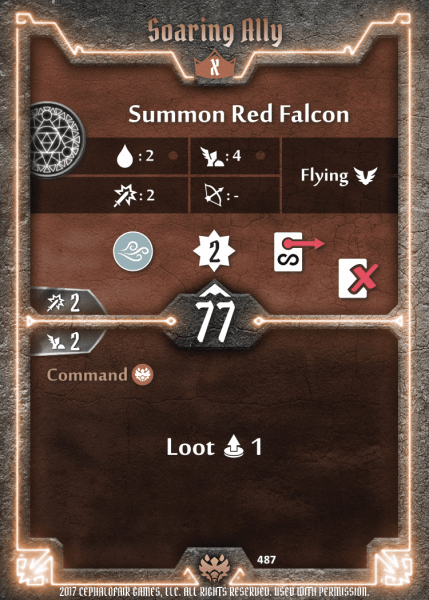 Soaring Ally
X
Summon Red Falcon
: 2
: 4
Flying
: 2
: -
2
S
2
77
2
Command
Loot 1
487
2017 CEPHALOFAIR GAMES, LLC. ALL RIGHTS RESERVED. USED WITH PERMISSION.